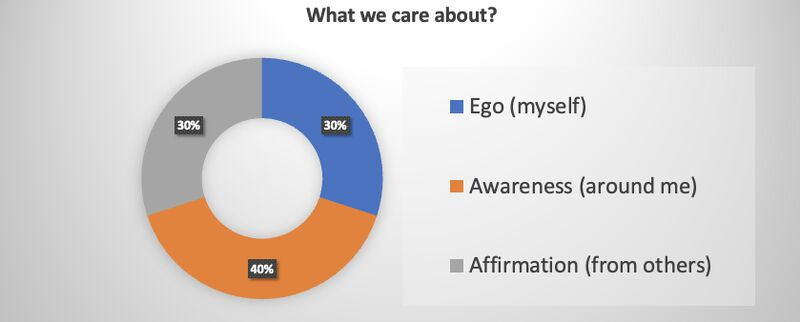 What we care about?
30%
30%
40%
Ego (myself)
Awareness (around me)
Affirmation (from others)